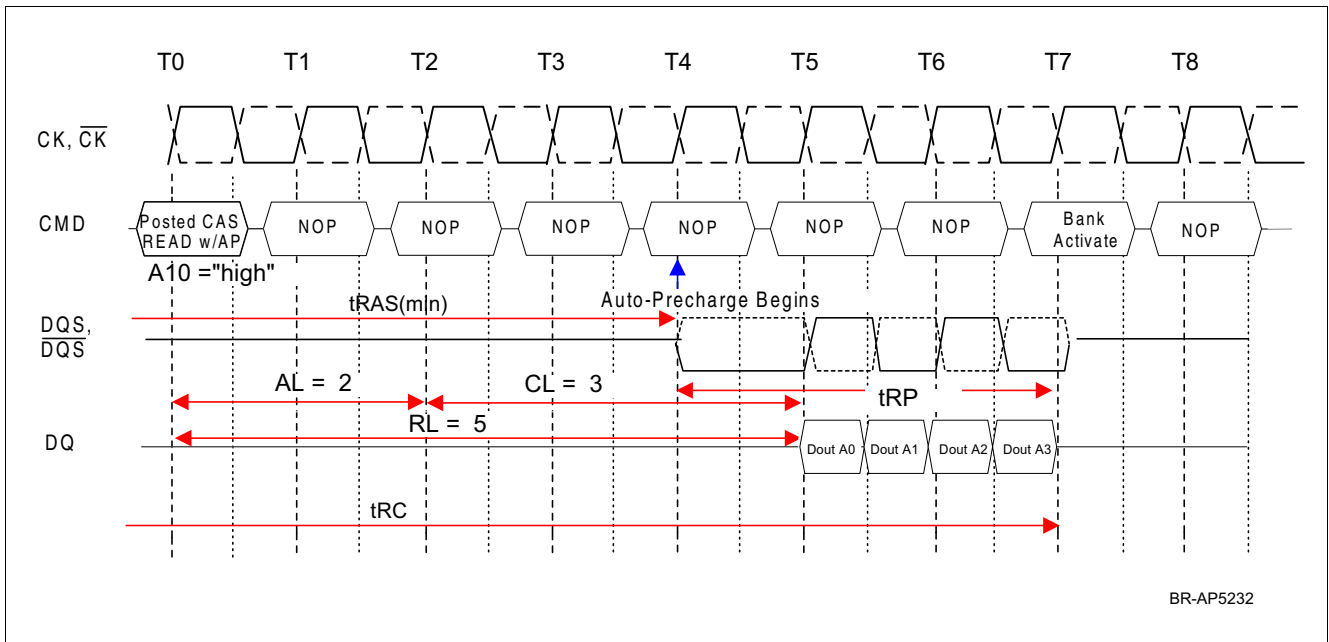 T0 T1 T2 T3 T4 T5 T6 T7 T8
CK, CK
CMD
Posted CAS
READ w/AP
NOP NOP NOP NOP NOP NOP
Bank
Activate
NOP
A10 ="high"
tRAS(min)
Auto-Precharge Begins
DQS,
DQS
AL = 2
CL = 3
tRP
RL = 5
DQ
Dout A0 Dout A1 Dout A2 Dout A3
tRC
BR-AP5232